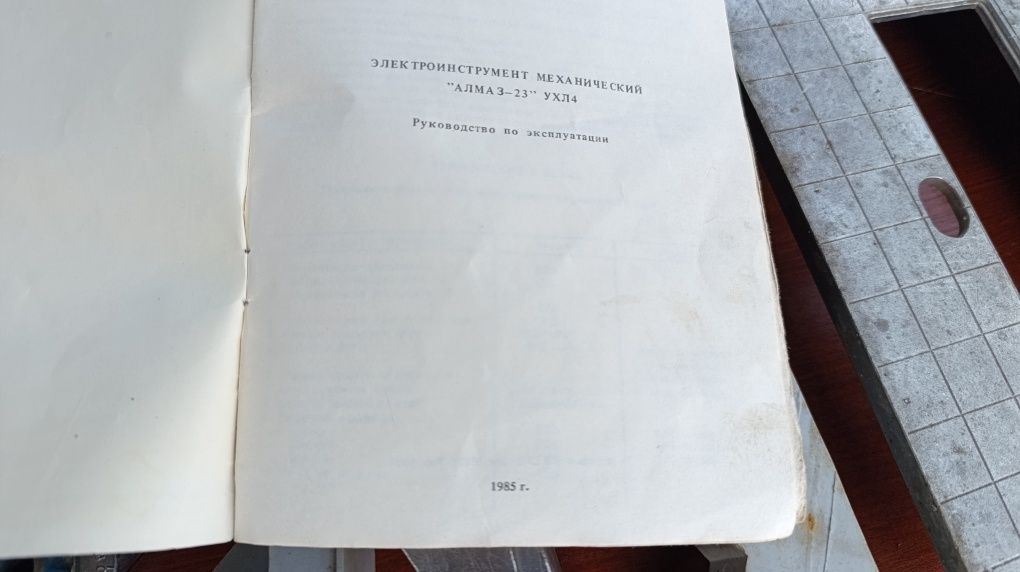 ЭЛЕКТРОИНСТРУМЕНТ МЕХАНИЧЕСКИЙ
"АЛМАЗ–23" УХЛ4
Руководство по эксплуатации
1985 г.